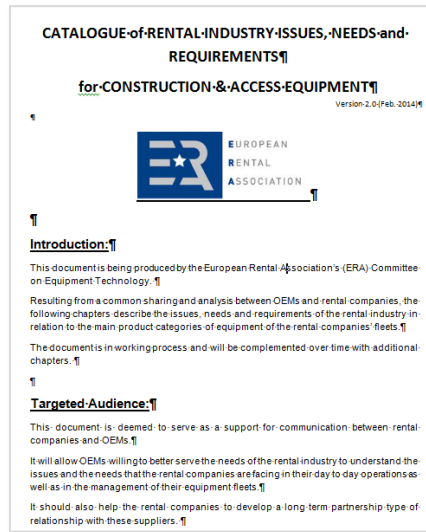 CATALOGUE of RENTAL INDUSTRY ISSUES, NEEDS and
REQUIREMENTS¶
for CONSTRUCTION & ACCESS EQUIPMENT¶
Version 2.0 (Feb. 2014)¶
¶
ERA
EUROPEAN
RENTAL
ASSOCIATION
¶
¶
Introduction:¶
This document is being produced by the European Rental Association's (ERA) Committee
on Equipment Technology. ¶
Resulting from a common sharing and analysis between OEMs and rental companies, the
following chapters describe the issues, needs and requirements of the rental industry in
relation to the main product categories of equipment of the rental companies' fleets.¶
The document is in working process and will be complemented over time with additional
chapters. ¶
¶
Targeted Audience:¶
This document is deemed to serve as a support for communication between rental
companies and OEMs.¶
It will allow OEMs willing to better serve the needs of the rental industry to understand the
issues and the needs that the rental companies are facing in their day to day operations as
well as in the management of their equipment fleets.¶
It should also help the rental companies to develop a long term partnership type of
relationship with these suppliers. ¶